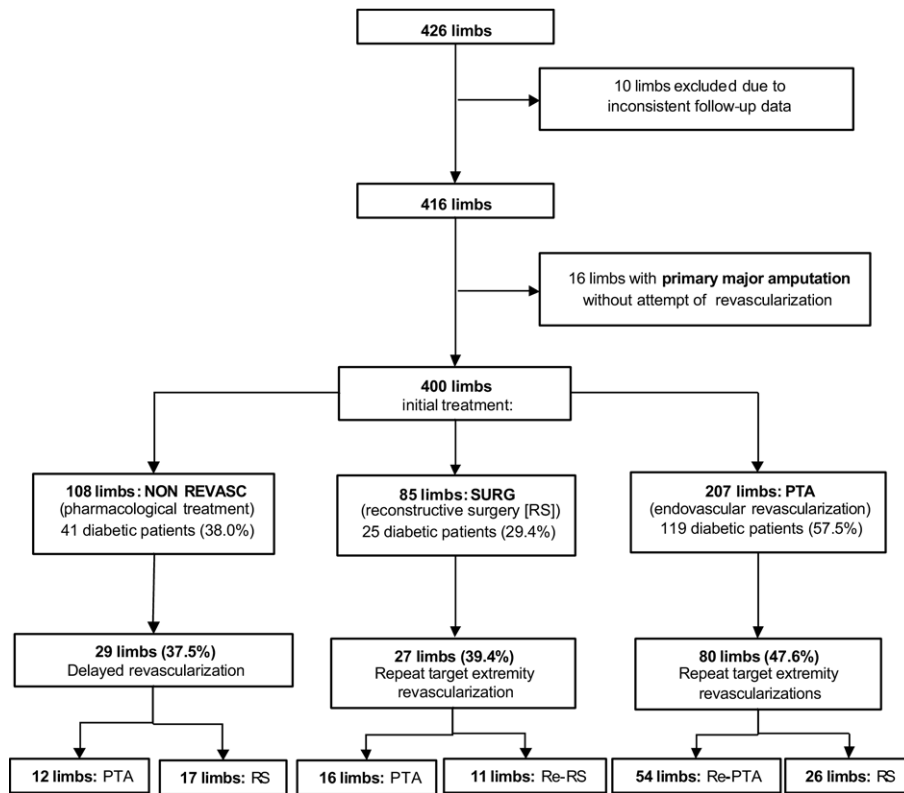 426 limbs
10 limbs excluded due to
inconsistent follow-up data
416 limbs
16 limbs with primary major amputation
without attempt of revascularization
400 limbs
initial treatment:
108 limbs: NON REVASC
(pharmacological treatment)
41 diabetic patients (38.0%)
85 limbs: SURG
(reconstructive surgery [RS])
25 diabetic patients (29.4%)
207 limbs: PTA
(endovascular revascularization)
119 diabetic patients (57.5%)
29 limbs (37.5%)
Delayed revascularization
27 limbs (39.4%)
Repeat target extremity
revascularization
80 limbs (47.6%)
Repeat target extremity
revascularizations
12 limbs: PTA
17 limbs: RS
16 limbs: PTA
11 limbs: Re-RS
54 limbs: Re-PTA
26 limbs: RS